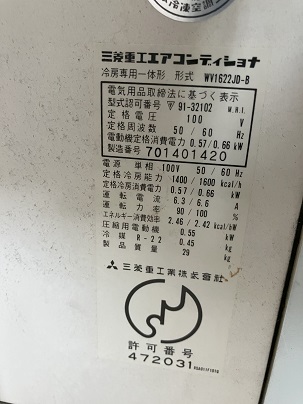 三菱重工エアコンディショナ
冷房専用一体形 形式 WV1622JD-B
電気用品取締法に基づく表示
型式認可番号 91-32102 M.H.I.
定格電圧 100 V
定格周波数 50/60 Hz
電動機定格消費電力 0.57/0.66 kW
製造番号 701401420
電源 単相 100V 50/60Hz
定格冷房能力 1400/1600 kcal/h
定格冷房消費電力 0.57/0.66 kW
運転電流 6.3/6.6 A
運転力率 90/100 %
エネルギー消費効率 2.46/2.42 kcal/hW
圧縮用電動機 0.55 kW
冷媒 R-22 0.45 kg
製品質量 29 kg
三菱重工業株式会社
許可番号
472031